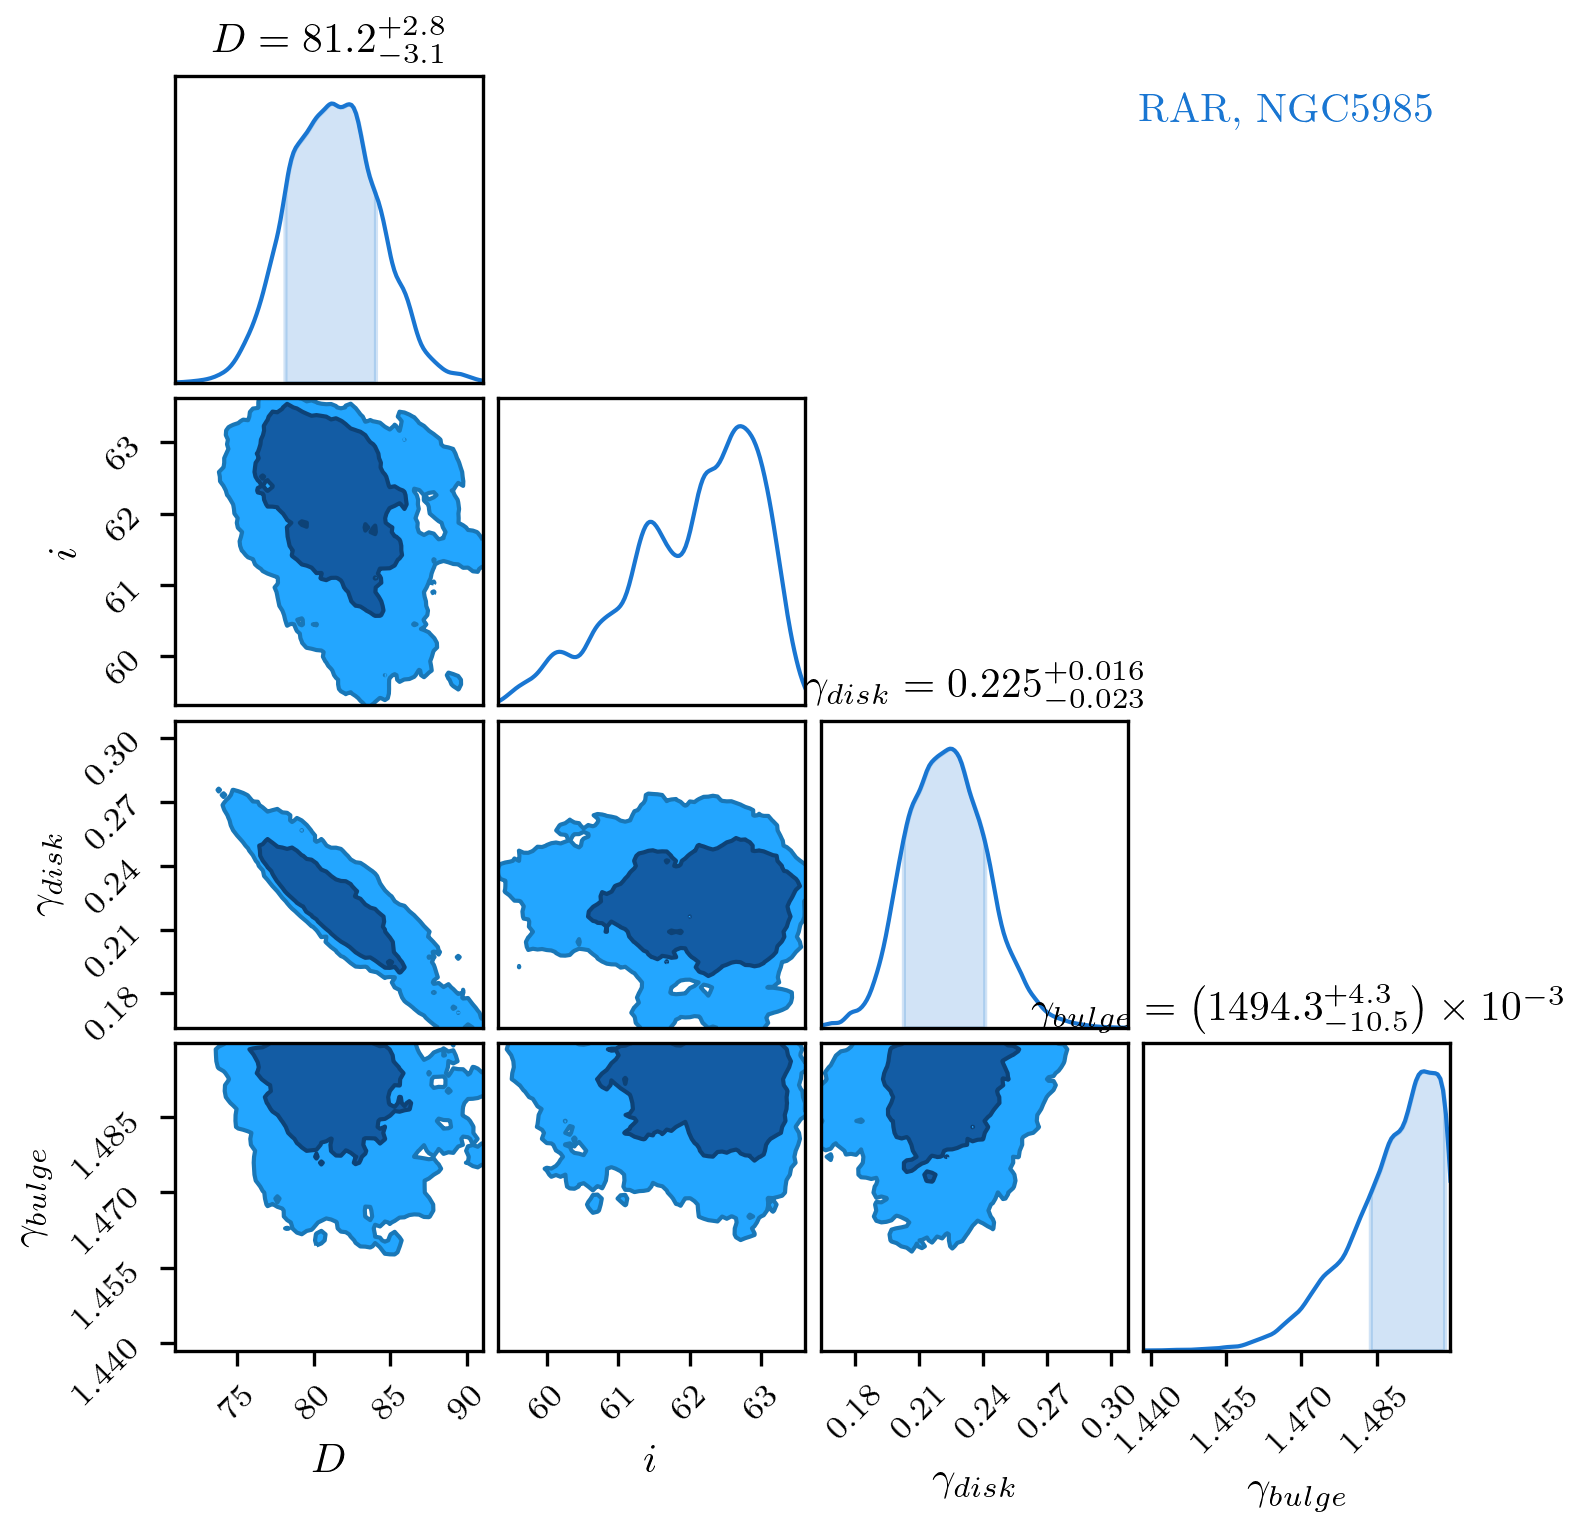 D = 81.2^{+2.8}_{-3.1}
RAR, NGC5985
63
62
61
60
i
γ_{disk} = 0.225^{+0.016}_{-0.023}
0.30
0.27
0.24
0.21
0.18
γ_{disk}
γ_{bulge} = (1494.3^{+4.3}_{-10.5}) × 10^{-3}
1.485
1.470
1.455
1.440
γ_{bulge}
75 80 85 90
60 61 62 63
0.18 0.21 0.24 0.27 0.30
1.440 1.455 1.470 1.485
D
i
γ_{disk}
γ_{bulge}